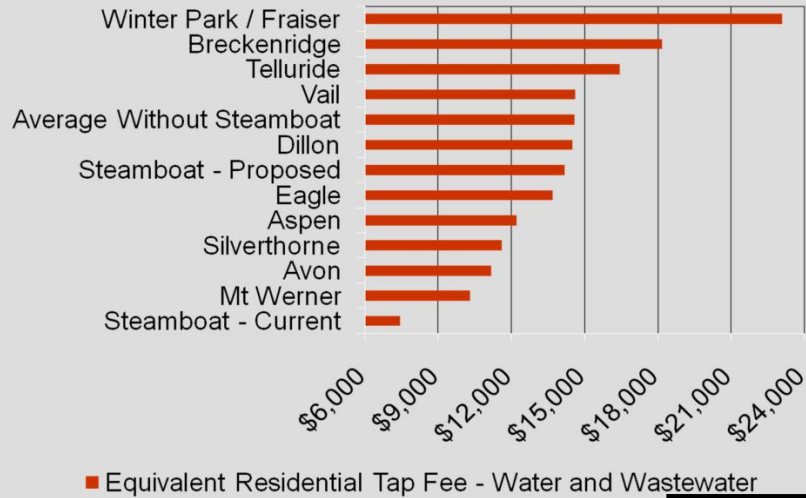 Winter Park / Fraiser
Breckenridge
Telluride
Vail
Average Without Steamboat
Dillon
Steamboat - Proposed
Eagle
Aspen
Silverthorne
Avon
Mt Werner
Steamboat - Current
$6,000
$9,000
$12,000
$15,000
$18,000
$21,000
$24,000
Equivalent Residential Tap Fee - Water and Wastewater